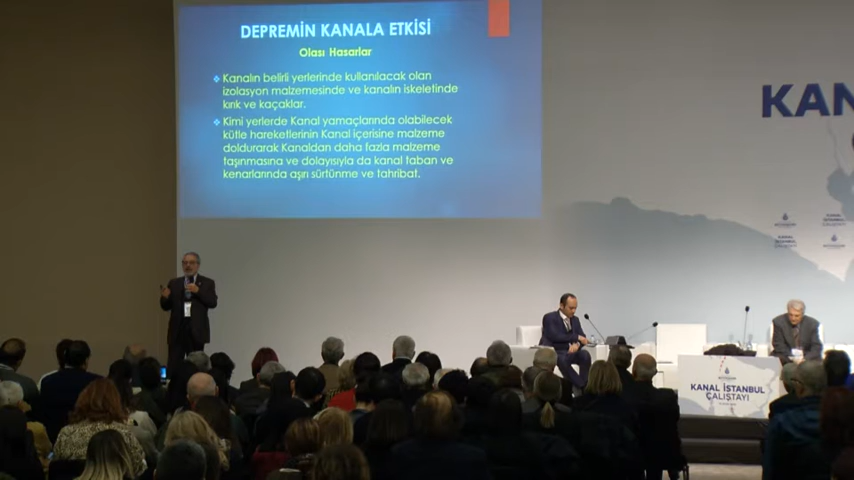 DEPREMİN KANALA ETKİSİ
Olası Hasarlar
Kanalın belirli yerlerinde kullanılacak olan
izolasyon malzemesinde ve kanalın iskeletinde
kırık ve kaçaklar.
Kimi yerlerde Kanal yamaçlarında olabilecek
kütle hareketlerinin Kanal içerisine malzeme
doldurarak Kanaldan daha fazla malzeme
taşınmasına ve dolayısıyla da kanal taban ve
kenarlarında aşırı sürtünme ve tahribat.
KAN
KANAL İSTANBUL
ÇALIŞTAYI